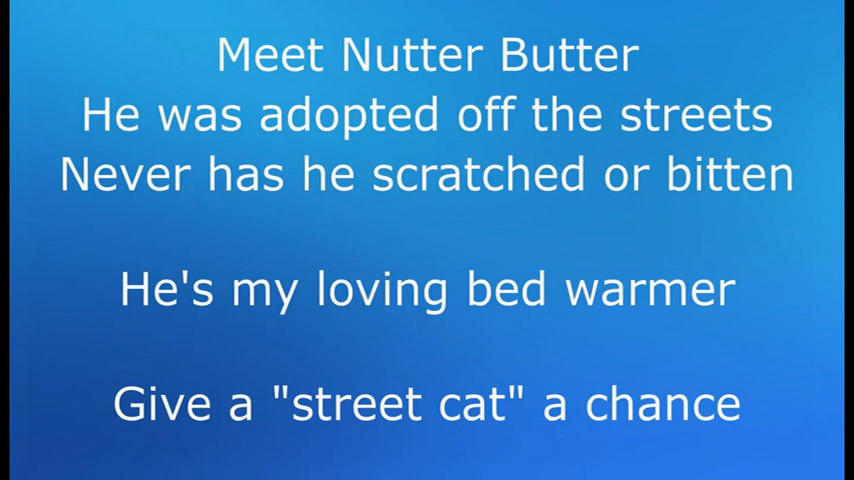 Meet Nutter Butter
He was adopted off the streets
Never has he scratched or bitten
He's my loving bed warmer
Give a "street cat" a chance